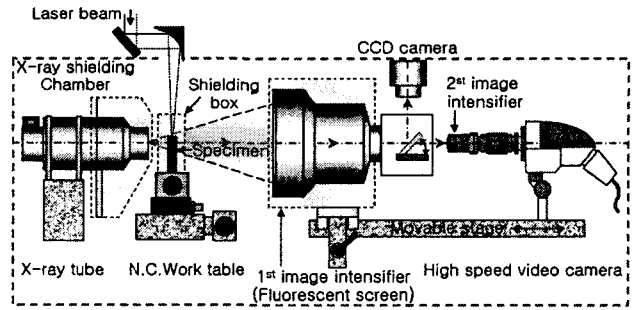 Laser beam
X-ray shielding
Chamber
Shielding
box
CCD camera
2st image
intensifier
Specimen
Movable stage
X-ray tube
N.C.Work table
1st image intensifier
(Fluorescent screen)
High speed video camera